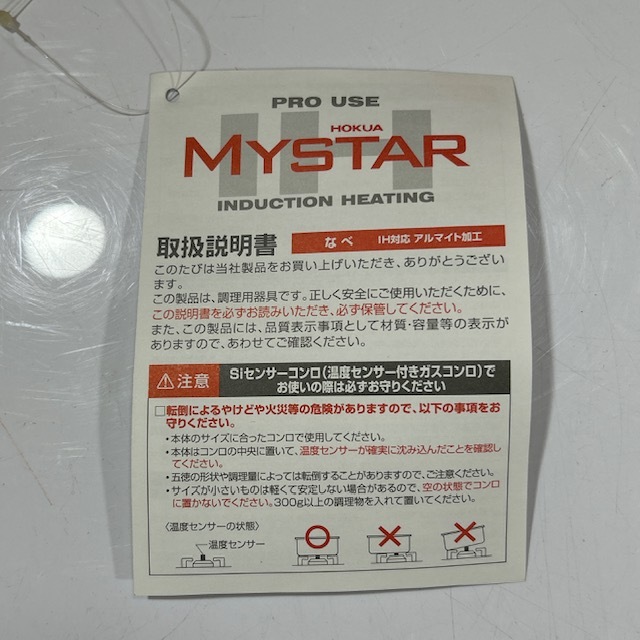 PRO USE
IH
HOKUA
MYSTAR
INDUCTION HEATING
取扱説明書
なべ IH対応 アルマイト加工
このたびは当社製品をお買い上げいただき、ありがとうござい
ます。
この製品は、調理用器具です。正しく安全にご使用いただくために、
この説明書を必ずお読みいただき、必ず保管してください。
また、この製品には、品質表示事項として材質・容量等の表示が
ありますので、あわせてご確認ください。
⚠注意
Siセンサーコンロ(温度センサー付きガスコンロ)で
お使いの際は必ずお守りください
□転倒によるやけどや火災等の危険がありますので、以下の事項をお
守りください。
・本体のサイズに合ったコンロで使用してください。
・本体はコンロの中央に置いて、温度センサーが確実に沈み込んだことを確認し
てください。
・五徳の形状や調理量によっては転倒することがありますので、ご注意ください。
・サイズが小さいものは軽くて安定しない場合があるので、空の状態でコンロ
に置かないでください。300g以上の調理物を入れて置いてください。
〈温度センサーの状態〉
温度センサー